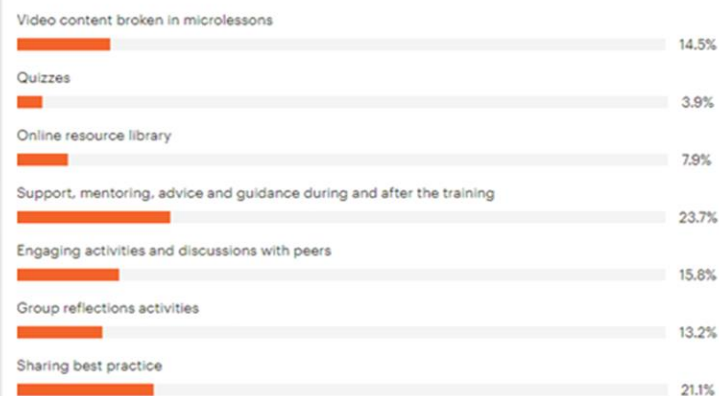 Video content broken in microlessons
14.5%
Quizzes
3.9%
Online resource library
7.9%
Support, mentoring, advice and guidance during and after the training
23.7%
Engaging activities and discussions with peers
15.8%
Group reflections activities
13.2%
Sharing best practice
21.1%